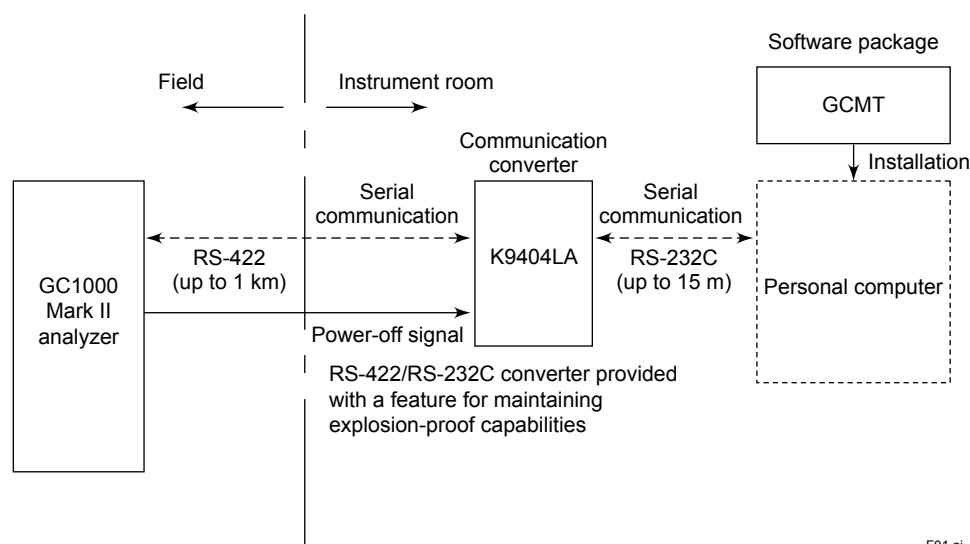 Software package
GCMT
Installation
Field
Instrument room
Communication
converter
Serial
communication
Serial
communication
RS-422
(up to 1 km)
K9404LA
RS-232C
(up to 15 m)
GC1000
Mark II
analyzer
Personal computer
Power-off signal
RS-422/RS-232C converter provided
with a feature for maintaining
explosion-proof capabilities